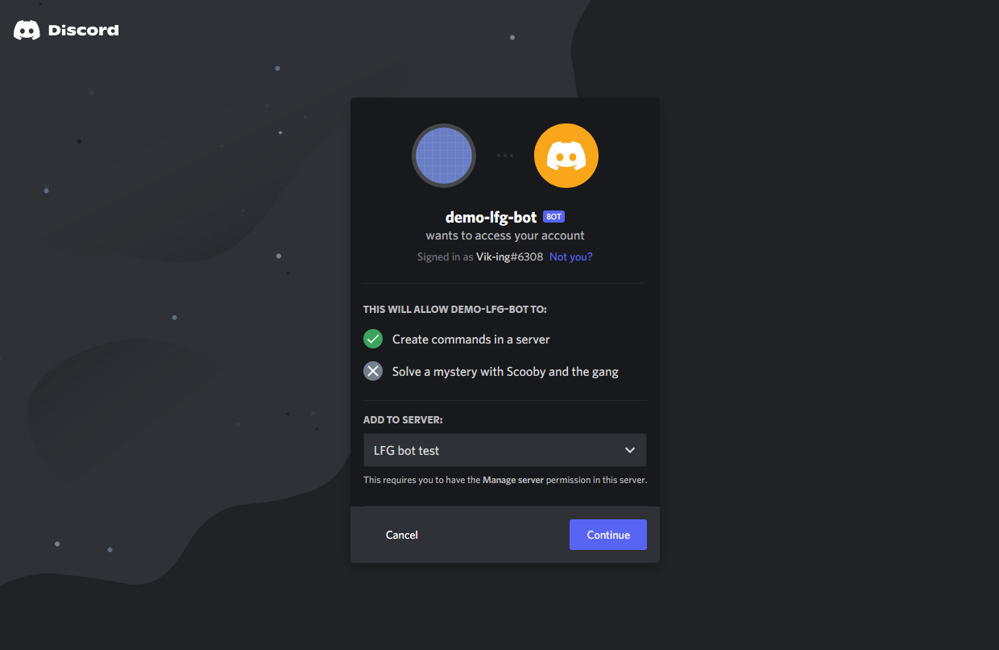 Discord
demo-lfg-bot BOT
wants to access your account
Signed in as Vik-ing#6308 Not you?
THIS WILL ALLOW DEMO-LFG-BOT TO:
Create commands in a server
Solve a mystery with Scooby and the gang
ADD TO SERVER:
LFG bot test
This requires you to have the Manage server permission in this server.
Cancel Continue